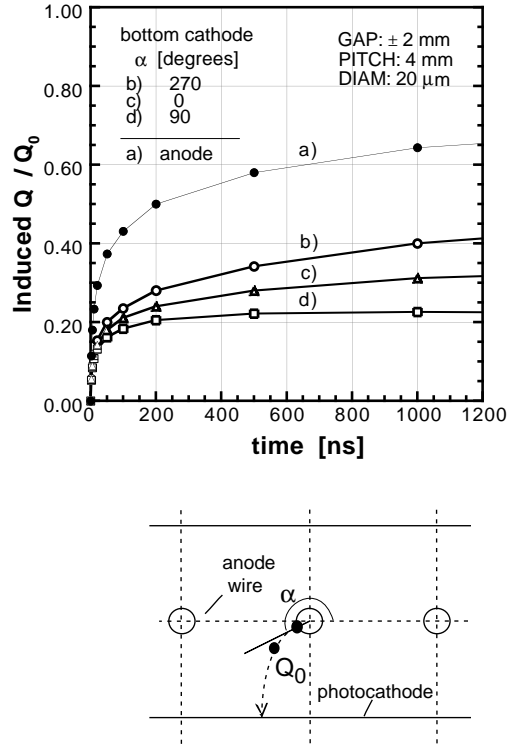 1.00
0.80
0.60
0.40
0.20
0.00
Induced Q / Q0
bottom cathode
α [degrees]
b) 270
c) 0
d) 90
a) anode
GAP: ± 2 mm
PITCH: 4 mm
DIAM: 20 μm
a)
b)
c)
d)
0 200 400 600 800 1000 1200
time [ns]
anode
wire
α
Q0
photocathode